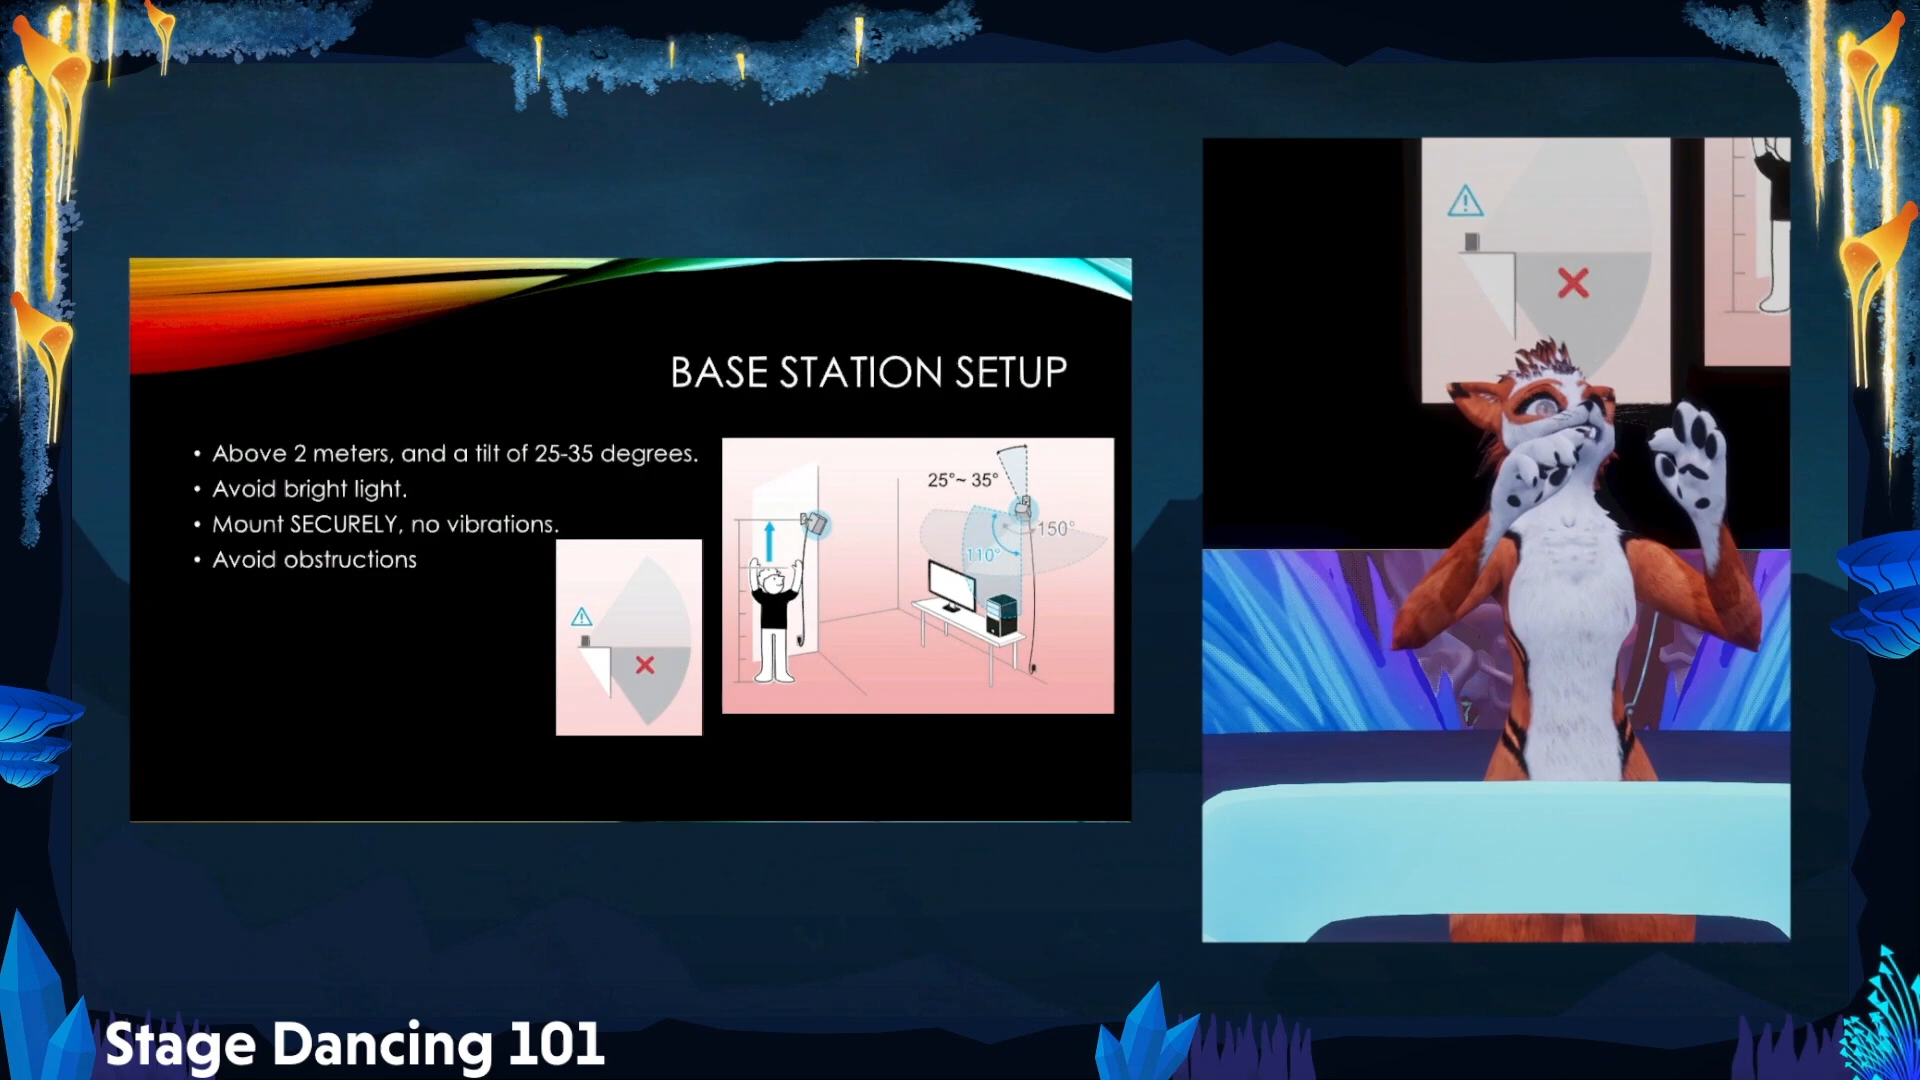 BASE STATION SETUP
• Above 2 meters, and a tilt of 25-35 degrees.
• Avoid bright light.
• Mount SECURELY, no vibrations.
• Avoid obstructions
25°~ 35°
150°
110°
Stage Dancing 101